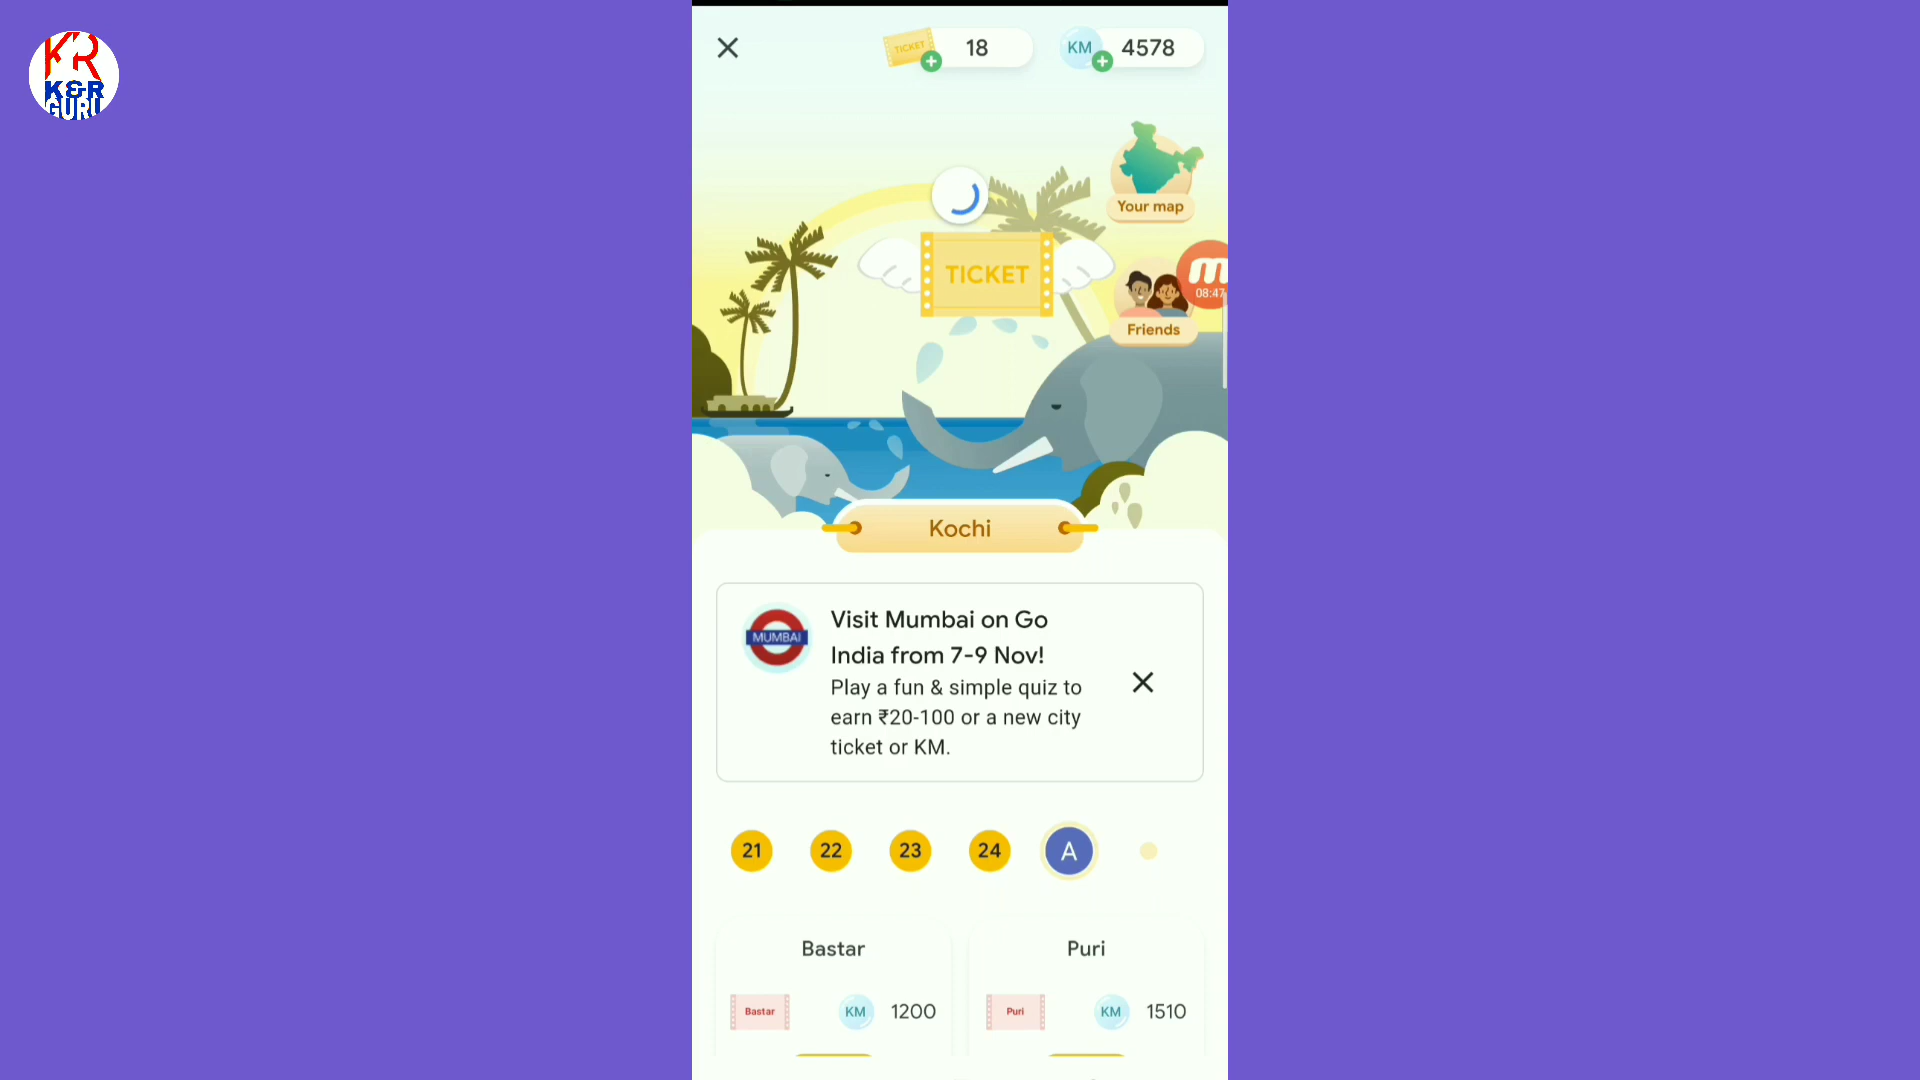 KR
K&R
GURU
TICKET
18
KM
4578
Your map
TICKET
08:47
Friends
Kochi
MUMBAI
Visit Mumbai on Go
India from 7-9 Nov!
Play a fun & simple quiz to
earn ₹20-100 or a new city
ticket or KM.
21 22 23 24 A
Bastar
Puri
Bastar
KM
1200
Puri
KM
1510